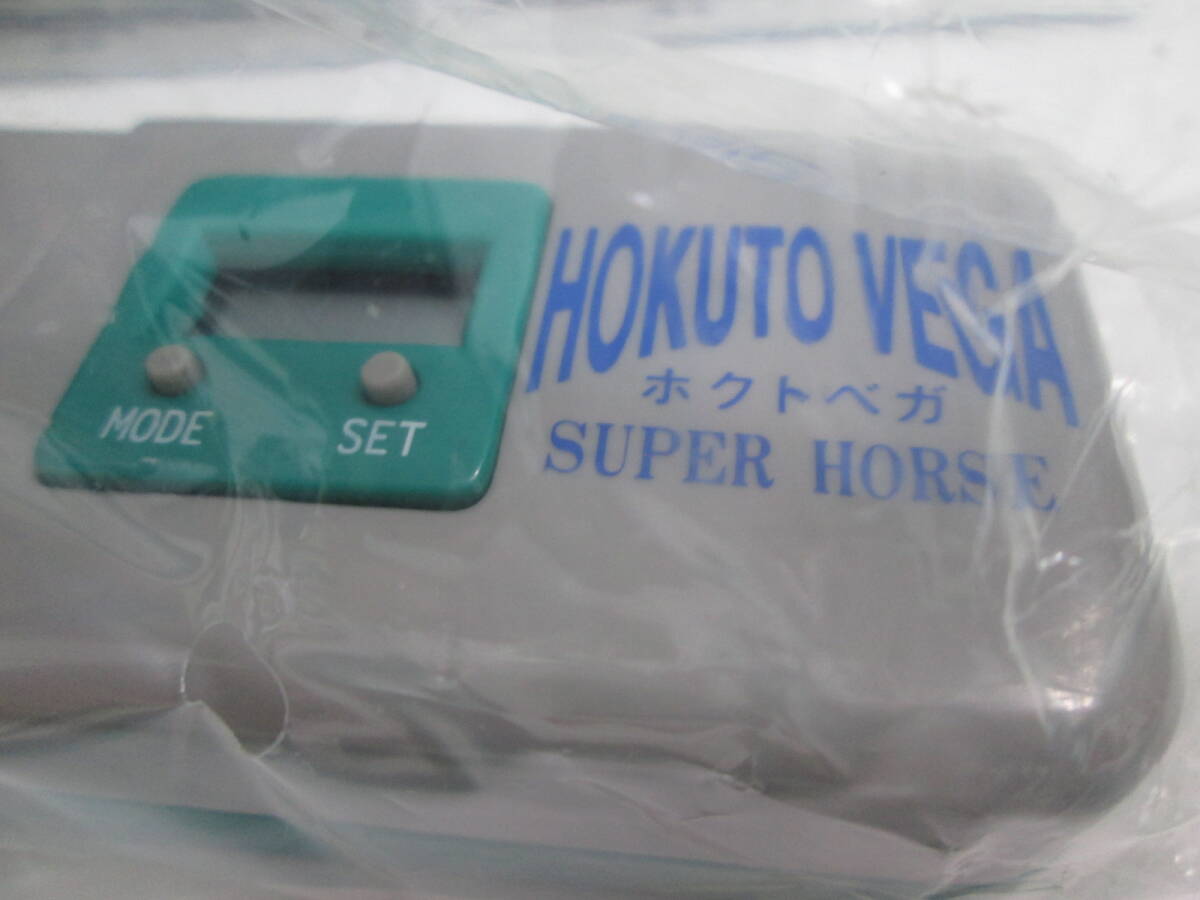 HOKUTO VEGA
ホクトベガ
SUPER HORSE
MODE
SET